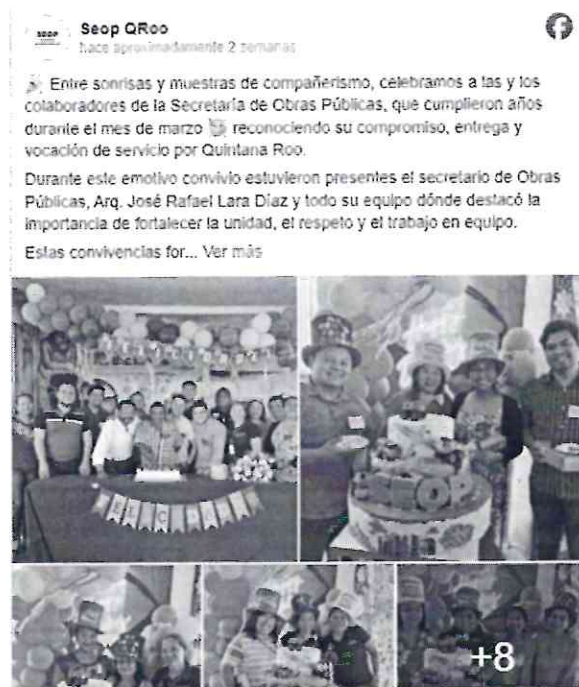 SEOP
Seop QRoo
hace aproximadamente 2 semanas
Entre sonrisas y muestras de compañerismo, celebramos a las y los
colaboradores de la Secretaría de Obras Públicas, que cumplieron años
durante el mes de marzo reconociendo su compromiso, entrega y
vocación de servicio por Quintana Roo.
Durante este emotivo convivio estuvieron presentes el secretario de Obras
Públicas, Arq. José Rafael Lara Díaz y todo su equipo dónde destacó la
importancia de fortalecer la unidad, el respeto y el trabajo en equipo.
Estas convivencias for... Ver más
SEOP
+8